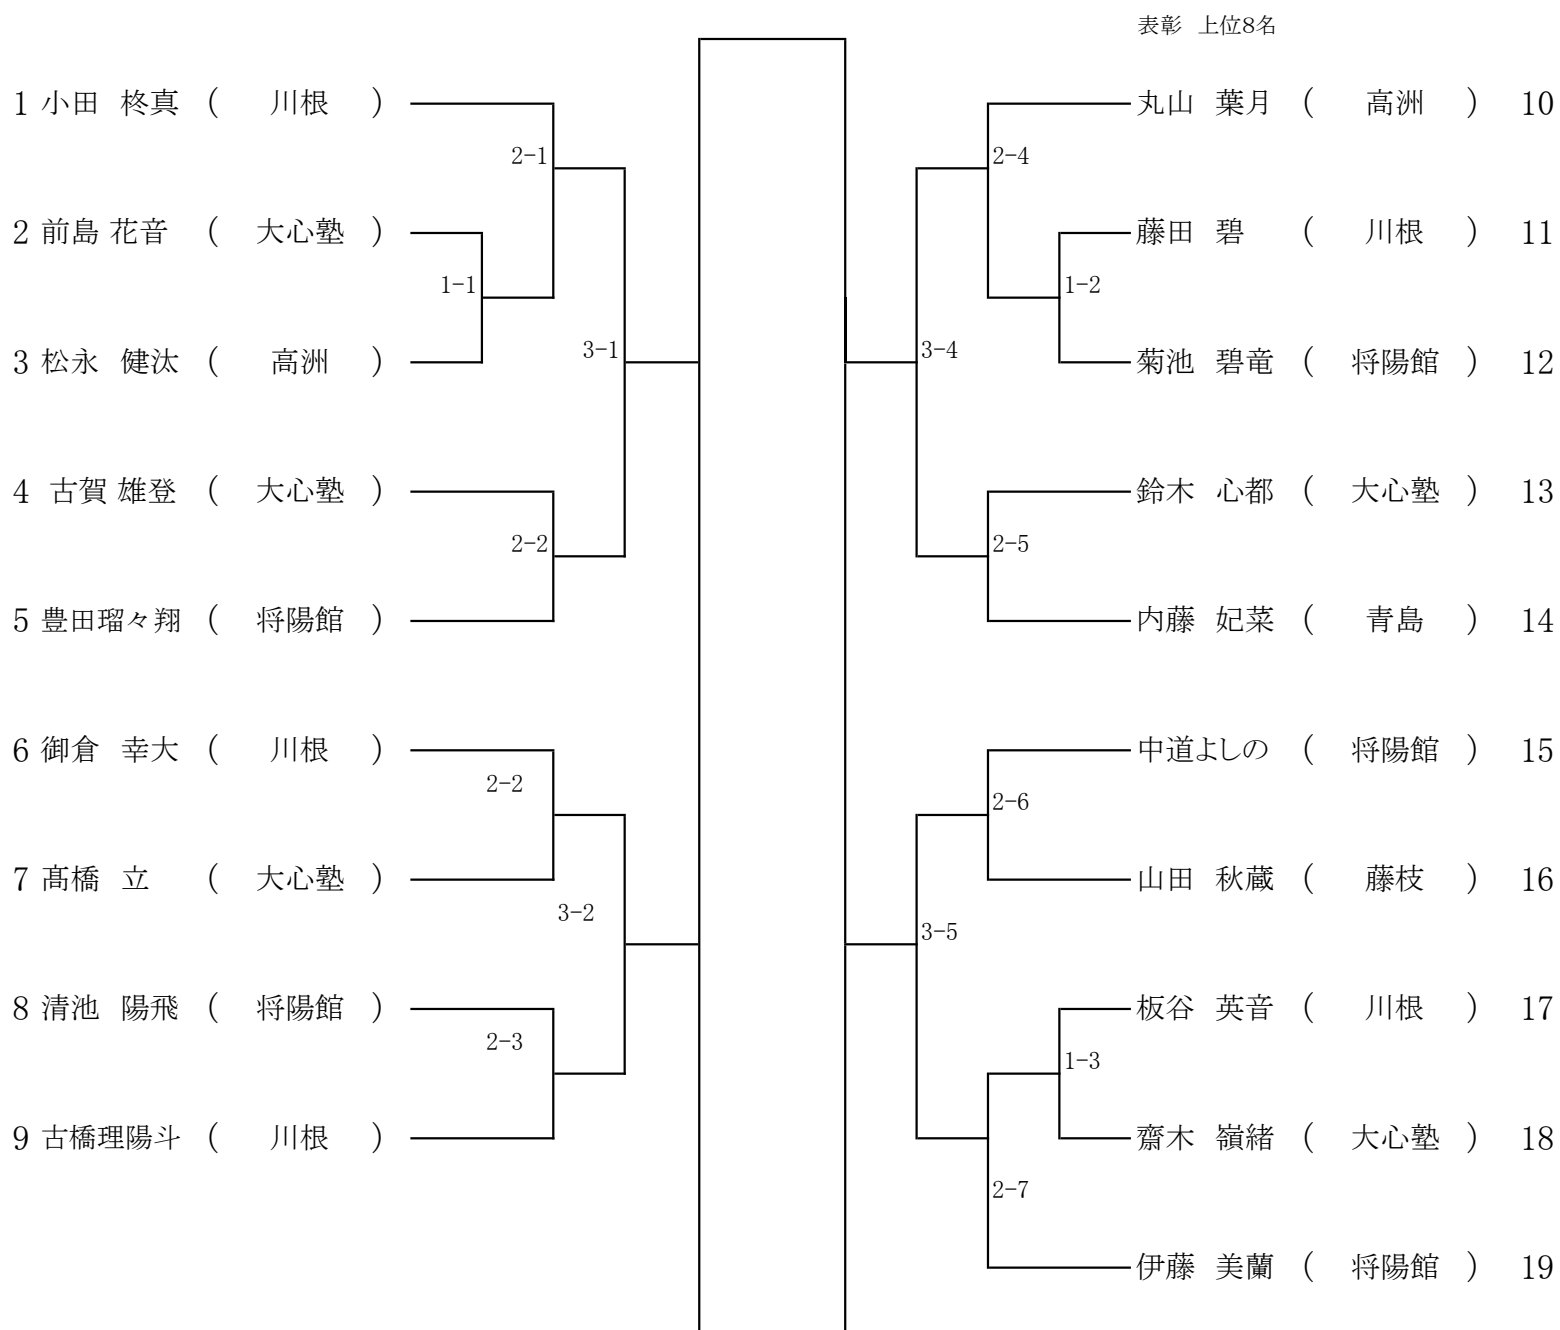 表彰 上位8名
1 小田 柊真 ( 川根 )
2-1
2 前島 花音 ( 大心塾 )
1-1
3 松永 健汰 ( 高洲 )
3-1
4 古賀 雄登 ( 大心塾 )
2-2
5 豊田瑠々翔 ( 将陽館 )
6 御倉 幸大 ( 川根 )
2-2
7 髙橋 立 ( 大心塾 )
3-2
8 清池 陽飛 ( 将陽館 )
2-3
9 古橋理陽斗 ( 川根 )
丸山 葉月 ( 高洲 ) 10
2-4
藤田 碧 ( 川根 ) 11
1-2
3-4
菊池 碧竜 ( 将陽館 ) 12
鈴木 心都 ( 大心塾 ) 13
2-5
内藤 妃菜 ( 青島 ) 14
中道よしの ( 将陽館 ) 15
2-6
山田 秋蔵 ( 藤枝 ) 16
3-5
板谷 英音 ( 川根 ) 17
1-3
齋木 嶺緒 ( 大心塾 ) 18
2-7
伊藤 美蘭 ( 将陽館 ) 19